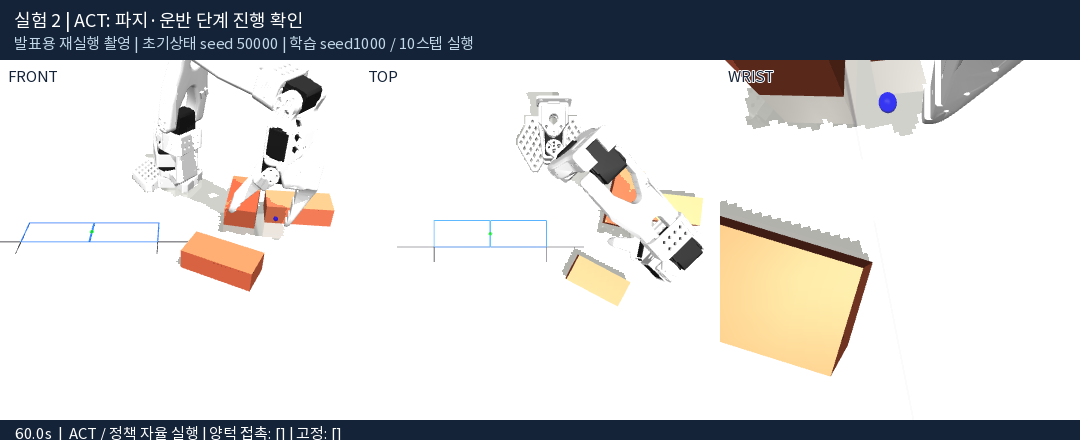 실험 2 | ACT: 파지·운반 단계 진행 확인
발표용 재실행 촬영 | 초기상태 seed 50000 | 학습 seed1000 / 10스텝 실행
FRONT
TOP
WRIST
60.0s | ACT / 정책 자율 실행 | 양턱 접촉: [] | 고정: []